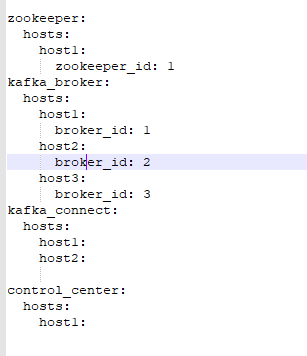 zookeeper:
  hosts:
    host1:
      zookeeper_id: 1
kafka_broker:
  hosts:
    host1:
      broker_id: 1
    host2:
      broker_id: 2
    host3:
      broker_id: 3
kafka_connect:
  hosts:
    host1:
    host2:

control_center:
  hosts:
    host1: